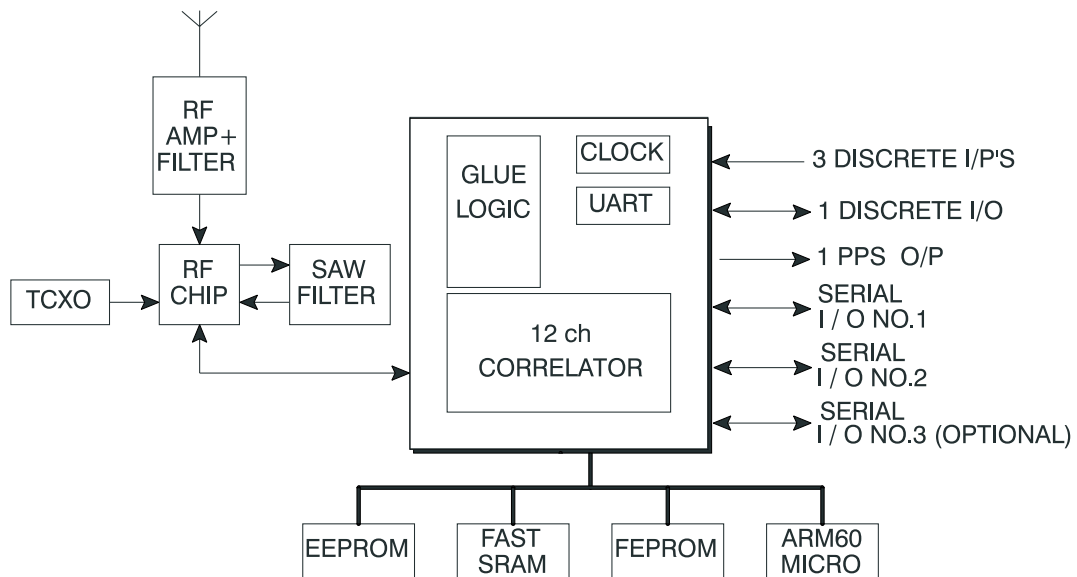 RF
AMP+
FILTER
GLUE
LOGIC
CLOCK
UART
3 DISCRETE I/P'S
1 DISCRETE I/O
1 PPS O/P
TCXO
RF
CHIP
SAW
FILTER
12 ch
CORRELATOR
SERIAL
I / O NO.1
SERIAL
I / O NO.2
SERIAL
I / O NO.3 (OPTIONAL)
EEPROM
FAST
SRAM
FEPROM
ARM60
MICRO